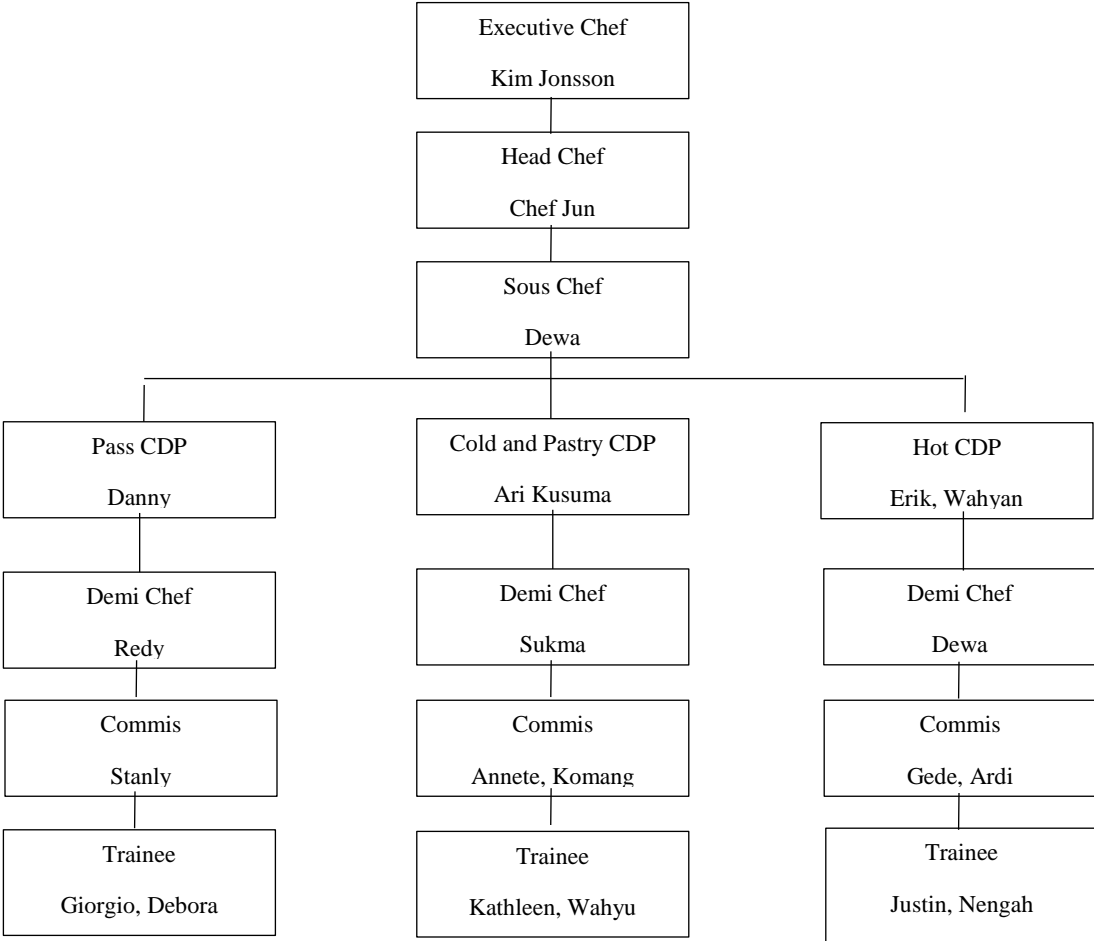 Executive Chef
Kim Jonsson
Head Chef
Chef Jun
Sous Chef
Dewa
Pass CDP
Danny
Cold and Pastry CDP
Ari Kusuma
Hot CDP
Erik, Wahyan
Demi Chef
Redy
Demi Chef
Sukma
Demi Chef
Dewa
Commis
Stanly
Commis
Annete, Komang
Commis
Gede, Ardi
Trainee
Giorgio, Debora
Trainee
Kathleen, Wahyu
Trainee
Justin, Nengah